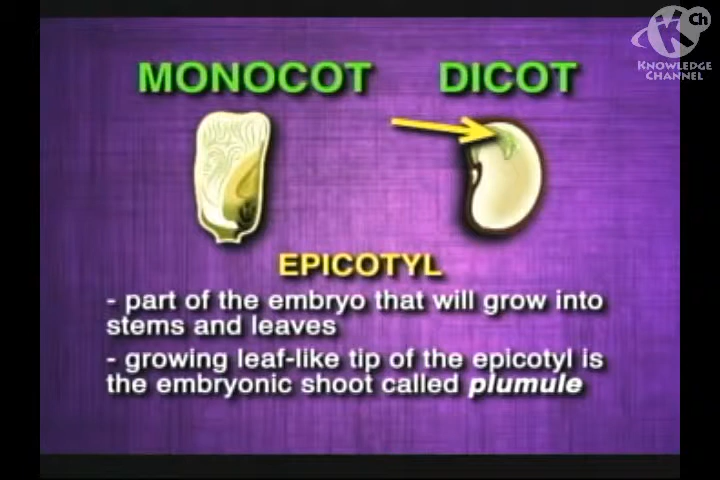 Ch
KNOWLEDGE
CHANNEL
MONOCOT DICOT
EPICOTYL
- part of the embryo that will grow into
stems and leaves
- growing leaf-like tip of the epicotyl is
the embryonic shoot called plumule